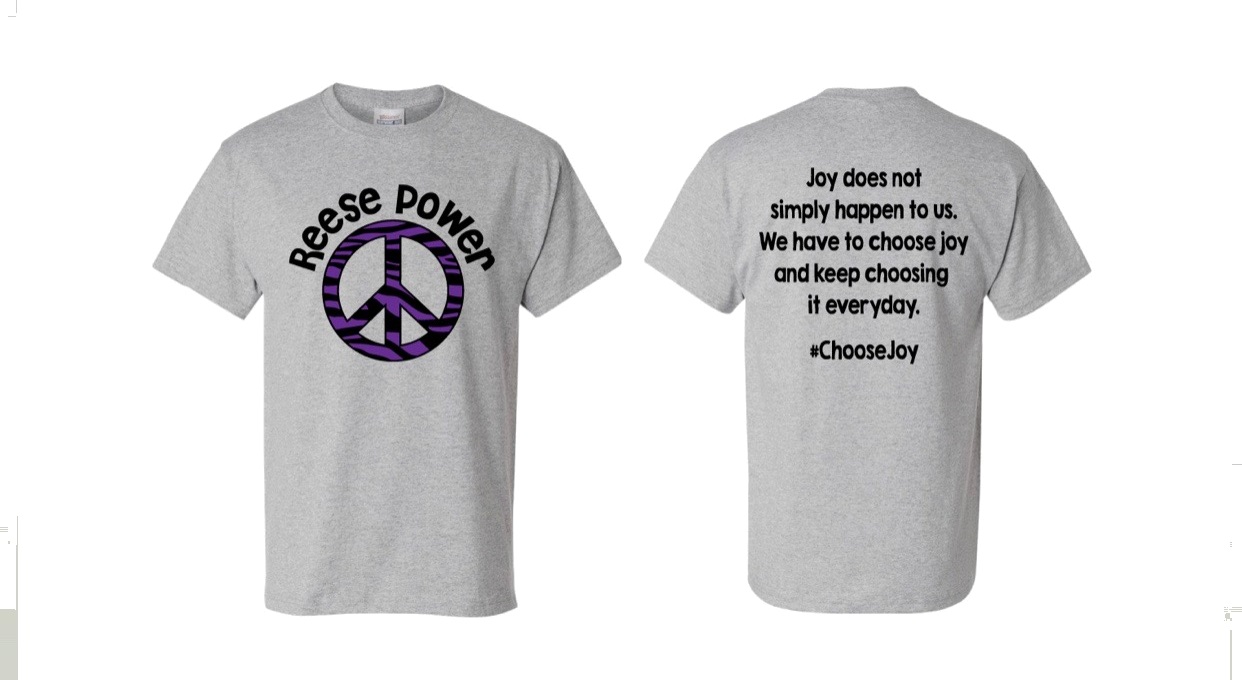 Reese Power
Joy does not
simply happen to us.
We have to choose joy
and keep choosing
it everyday.
#ChooseJoy